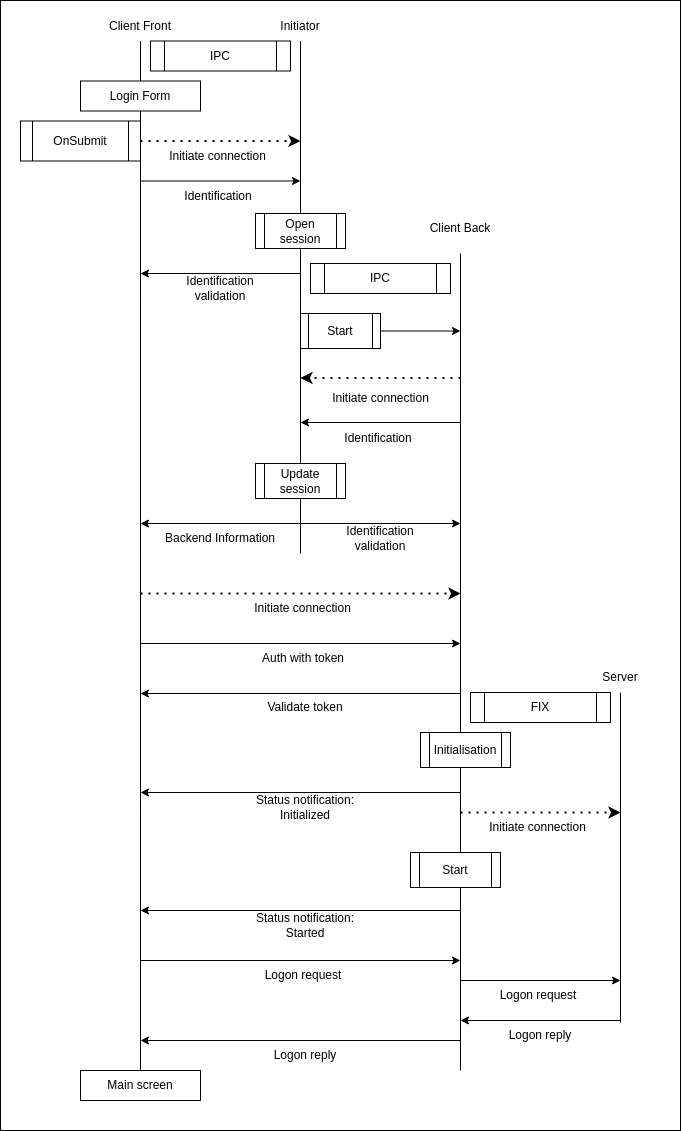 Client Front
Initiator
IPC
Login Form
OnSubmit
Initiate connection
Identification
Open
session
Client Back
Identification
validation
IPC
Start
Initiate connection
Identification
Update
session
Backend Information
Identification
validation
Initiate connection
Auth with token
Server
Validate token
FIX
Initialisation
Status notification:
Initialized
Initiate connection
Start
Status notification:
Started
Logon request
Logon request
Logon reply
Logon reply
Main screen